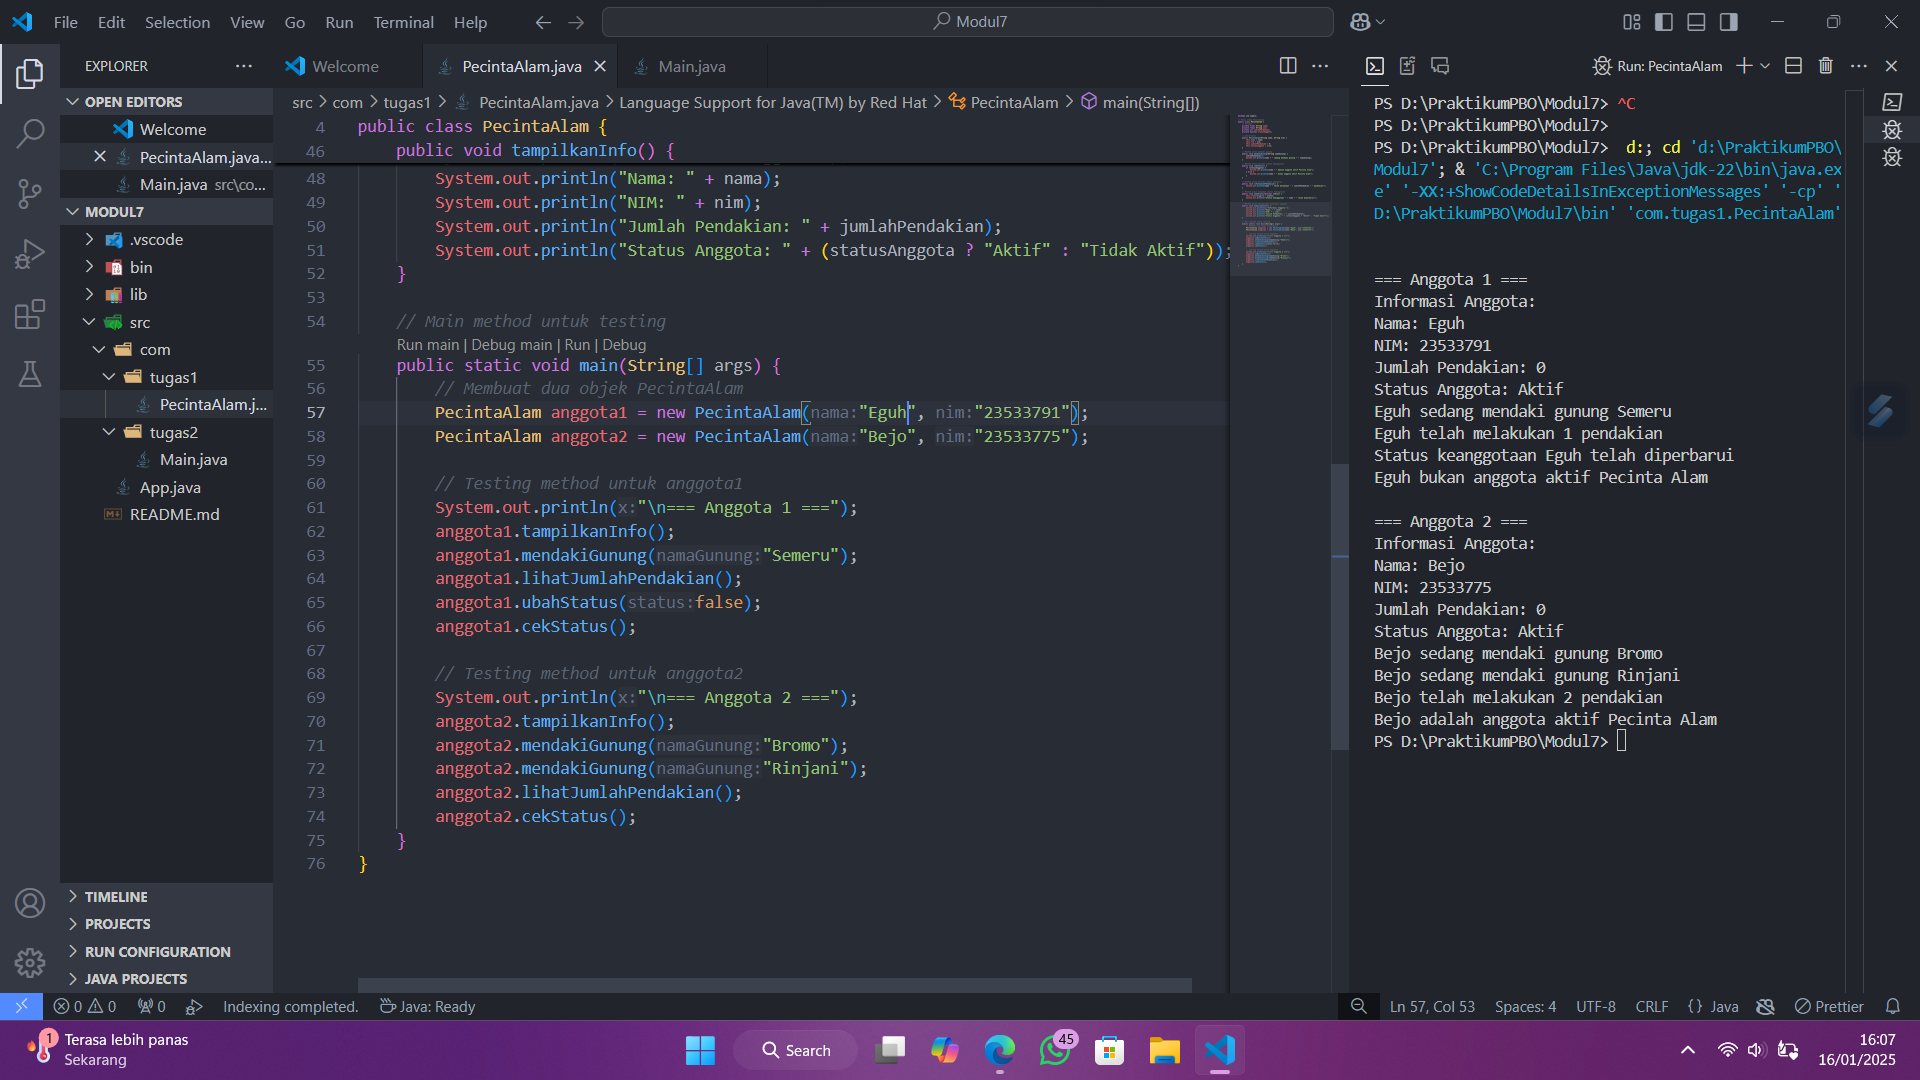 File Edit Selection View Go Run Terminal Help
Modul7
EXPLORER
OPEN EDITORS
Welcome
PecintaAlam.java...
Main.java src\co...
MODUL7
.vscode
bin
lib
src
com
tugas1
PecintaAlam.j...
tugas2
Main.java
App.java
README.md
TIMELINE
PROJECTS
RUN CONFIGURATION
JAVA PROJECTS
Welcome
PecintaAlam.java
Main.java
src > com > tugas1 > PecintaAlam.java > Language Support for Java(TM) by Red Hat > PecintaAlam > main(String[])
4 public class PecintaAlam {
46 public void tampilkanInfo() {
48 System.out.println("Nama: " + nama);
49 System.out.println("NIM: " + nim);
50 System.out.println("Jumlah Pendakian: " + jumlahPendakian);
51 System.out.println("Status Anggota: " + (statusAnggota ? "Aktif" : "Tidak Aktif"));
52 }
53
54 // Main method untuk testing
Run main | Debug main | Run | Debug
55 public static void main(String[] args) {
56 // Membuat dua objek PecintaAlam
57 PecintaAlam anggota1 = new PecintaAlam(nama:"Eguh", nim:"23533791");
58 PecintaAlam anggota2 = new PecintaAlam(nama:"Bejo", nim:"23533775");
59
60 // Testing method untuk anggota1
61 System.out.println(x:"\n=== Anggota 1 ===");
62 anggota1.tampilkanInfo();
63 anggota1.mendakiGunung(namaGunung:"Semeru");
64 anggota1.lihatJumlahPendakian();
65 anggota1.ubahStatus(status:false);
66 anggota1.cekStatus();
67
68 // Testing method untuk anggota2
69 System.out.println(x:"\n=== Anggota 2 ===");
70 anggota2.tampilkanInfo();
71 anggota2.mendakiGunung(namaGunung:"Bromo");
72 anggota2.mendakiGunung(namaGunung:"Rinjani");
73 anggota2.lihatJumlahPendakian();
74 anggota2.cekStatus();
75 }
76 }
Run: PecintaAlam
PS D:\PraktikumPBO\Modul7> ^C
PS D:\PraktikumPBO\Modul7>
PS D:\PraktikumPBO\Modul7>  d:; cd 'd:\PraktikumPBO\
Modul7'; & 'C:\Program Files\Java\jdk-22\bin\java.ex
e' '-XX:+ShowCodeDetailsInExceptionMessages' '-cp' '
D:\PraktikumPBO\Modul7\bin' 'com.tugas1.PecintaAlam'
=== Anggota 1 ===
Informasi Anggota:
Nama: Eguh
NIM: 23533791
Jumlah Pendakian: 0
Status Anggota: Aktif
Eguh sedang mendaki gunung Semeru
Eguh telah melakukan 1 pendakian
Status keanggotaan Eguh telah diperbarui
Eguh bukan anggota aktif Pecinta Alam
=== Anggota 2 ===
Informasi Anggota:
Nama: Bejo
NIM: 23533775
Jumlah Pendakian: 0
Status Anggota: Aktif
Bejo sedang mendaki gunung Bromo
Bejo sedang mendaki gunung Rinjani
Bejo telah melakukan 2 pendakian
Bejo adalah anggota aktif Pecinta Alam
PS D:\PraktikumPBO\Modul7>
0 0 0 Indexing completed. Java: Ready
Ln 57, Col 53 Spaces: 4 UTF-8 CRLF {} Java Prettier
1 Terasa lebih panas
Sekarang
Search
45
16:07
16/01/2025